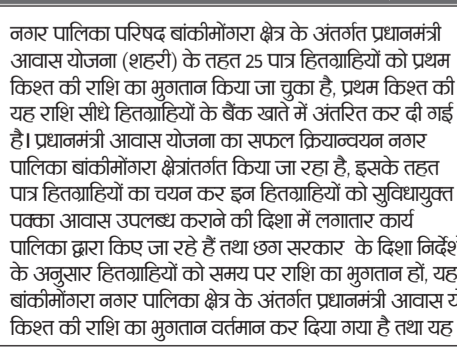 नगर पालिका परिषद बांकीमोंगरा क्षेत्र के अंतर्गत प्रधानमंत्री
आवास योजना (शहरी) के तहत 25 पात्र हितग्राहियों को प्रथम
किश्त की राशि का भुगतान किया जा चुका है, प्रथम किश्त की
यह राशि सीधे हितग्राहियों के बैंक खाते में अंतरित कर दी गई
है। प्रधानमंत्री आवास योजना का सफल क्रियान्वयन नगर
पालिका बांकीमोंगरा क्षेत्रांतर्गत किया जा रहा है, इसके तहत
पात्र हितग्राहियों का चयन कर इन हितग्राहियों को सुविधायुक्त
पक्का आवास उपलब्ध कराने की दिशा में लगातार कार्य
पालिका द्वारा किए जा रहे हैं तथा छग सरकार के दिशा
के अनुसार हितग्राहियों को समय पर राशि का भुगतान हों, यह
बांकीमोंगरा नगर पालिका क्षेत्र के अंतर्गत प्रधानमंत्री आवास
किश्त की राशि का भुगतान वर्तमान कर दिया गया है तथा यह